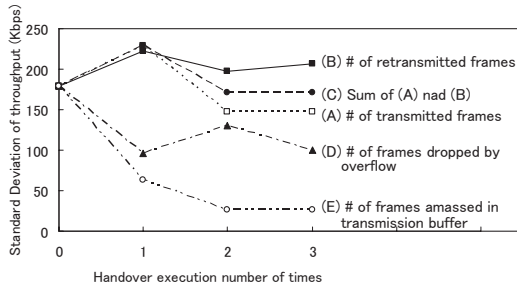 Standard Deviation of throughput (Kbps)
250
200
150
100
50
0
0
1
2
3
Handover execution number of times
(B) # of retransmitted frames
(C) Sum of (A) nad (B)
(A) # of transmitted frames
(D) # of frames dropped by
overflow
(E) # of frames amassed in
transmission buffer